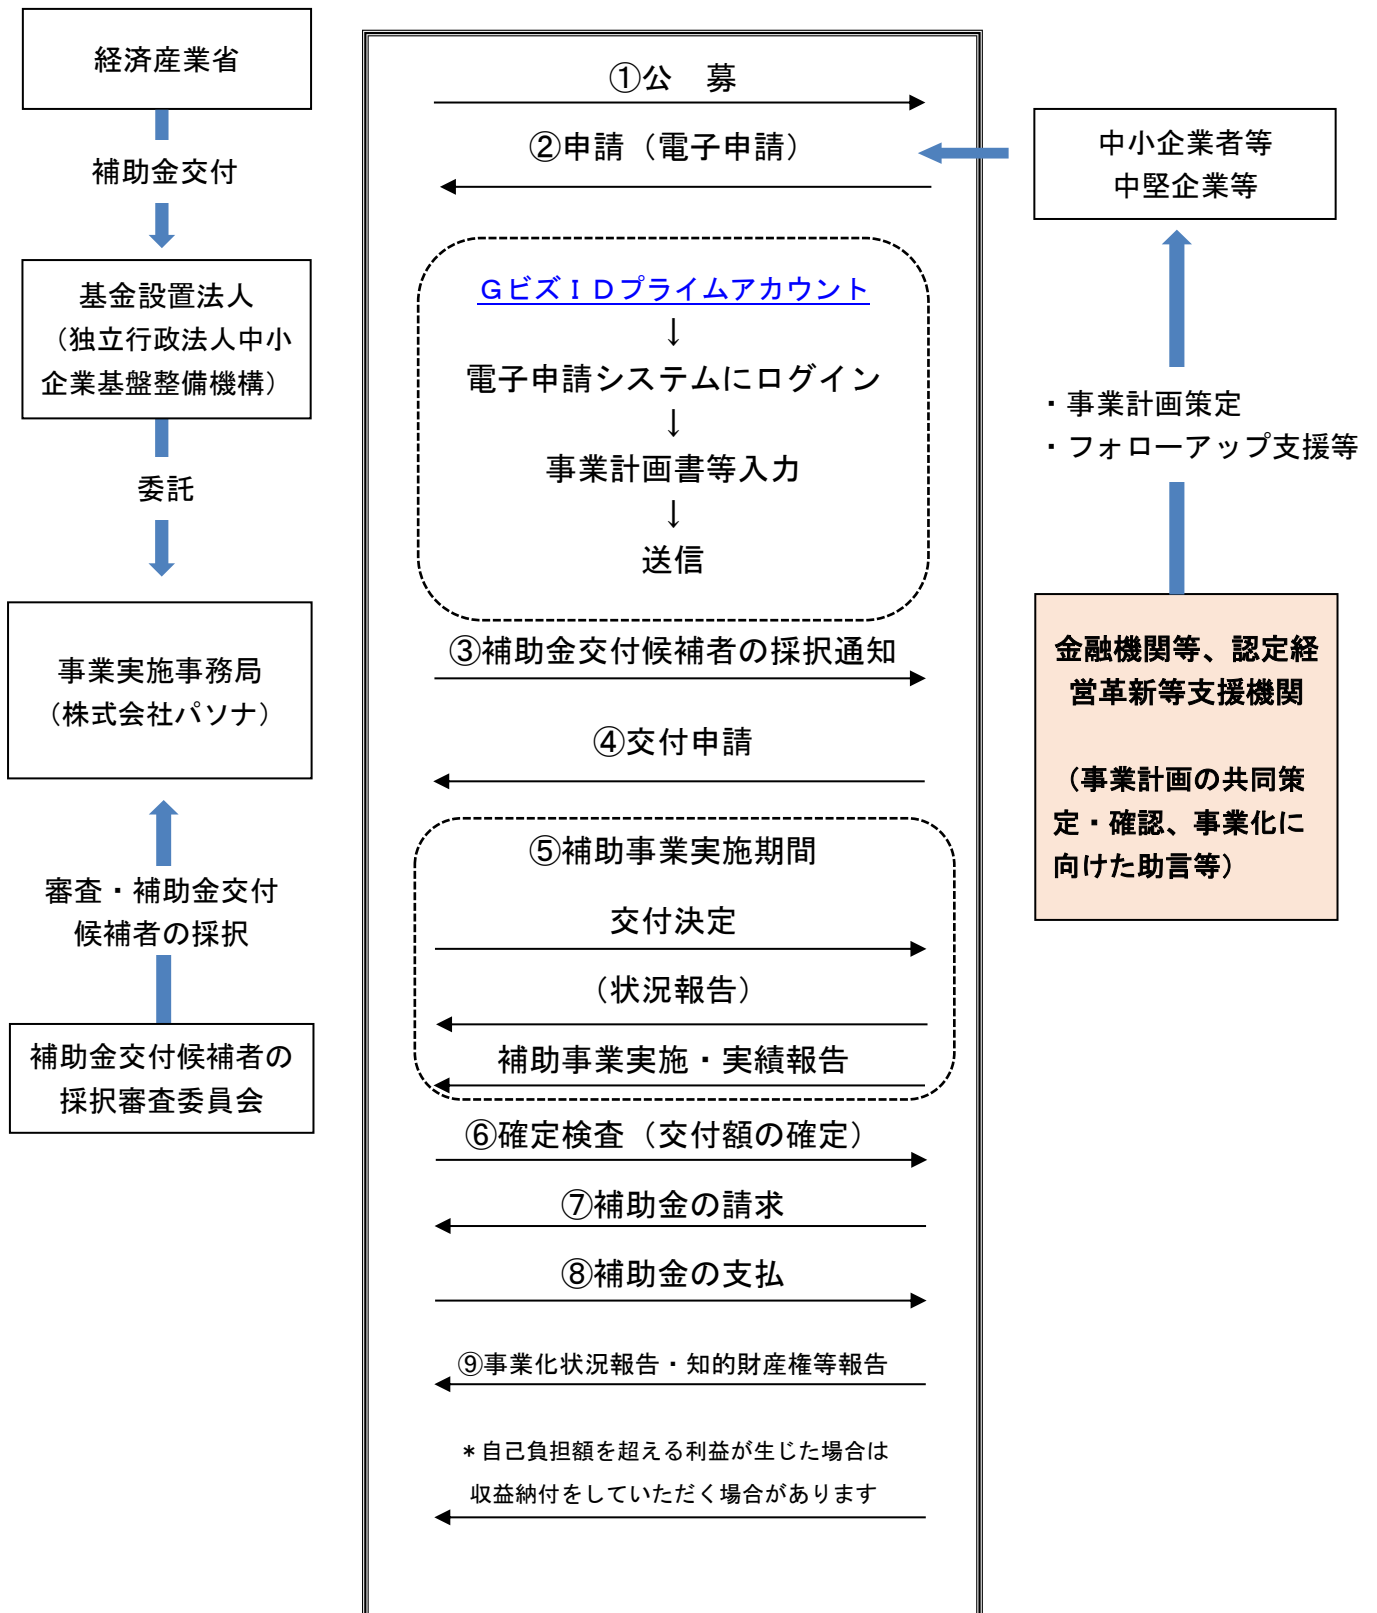 経済産業省
補助金交付
基金設置法人
（独立行政法人中小
企業基盤整備機構）
委託
事業実施事務局
（株式会社パソナ）
審査・補助金交付
候補者の採択
補助金交付候補者の
採択審査委員会
①公　募
②申請（電子申請）
ＧビズＩＤプライムアカウント
↓
電子申請システムにログイン
↓
事業計画書等入力
↓
送信
③補助金交付候補者の採択通知
④交付申請
⑤補助事業実施期間
交付決定
（状況報告）
補助事業実施・実績報告
⑥確定検査（交付額の確定）
⑦補助金の請求
⑧補助金の支払
⑨事業化状況報告・知的財産権等報告
＊自己負担額を超える利益が生じた場合は
収益納付をしていただく場合があります
中小企業者等
中堅企業等
・事業計画策定
・フォローアップ支援等
金融機関等、認定経
営革新等支援機関
（事業計画の共同策
定・確認、事業化に
向けた助言等）